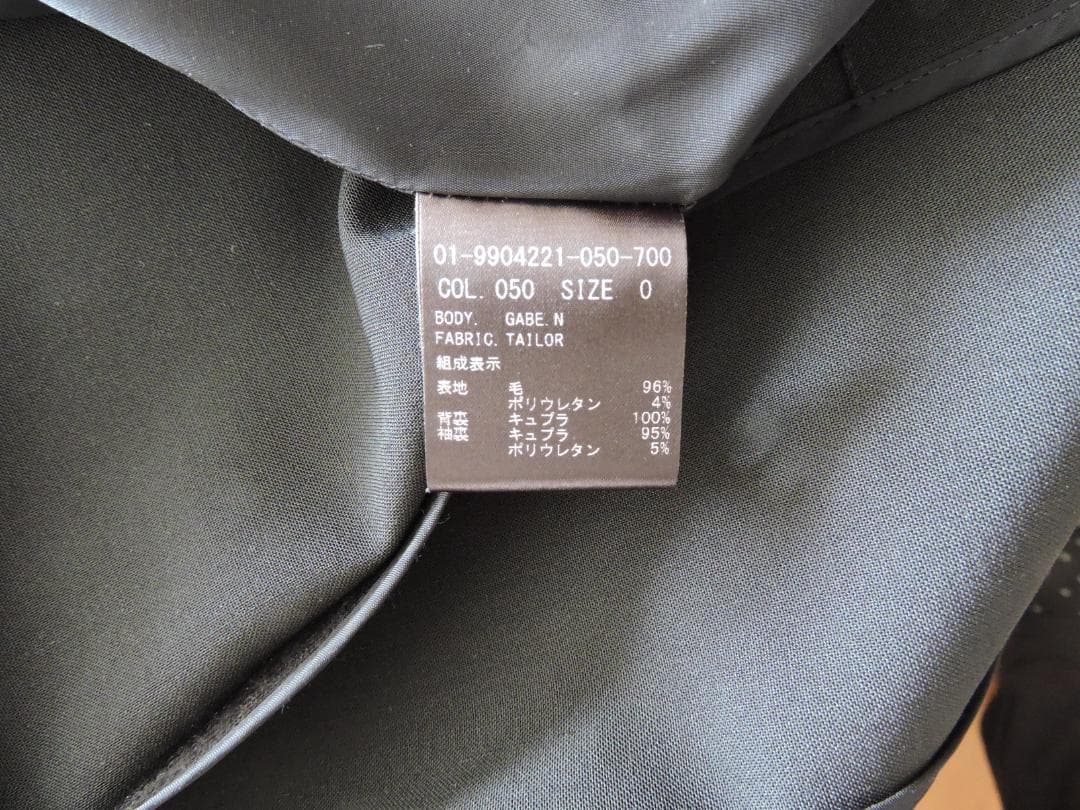 01-9904221-050-700
COL. 050 SIZE 0
BODY. GABE.N
FABRIC. TAILOR
組成表示
表地 毛 96%
ポリウレタン 4%
背裏 キュプラ 100%
袖裏 キュプラ 95%
ポリウレタン 5%